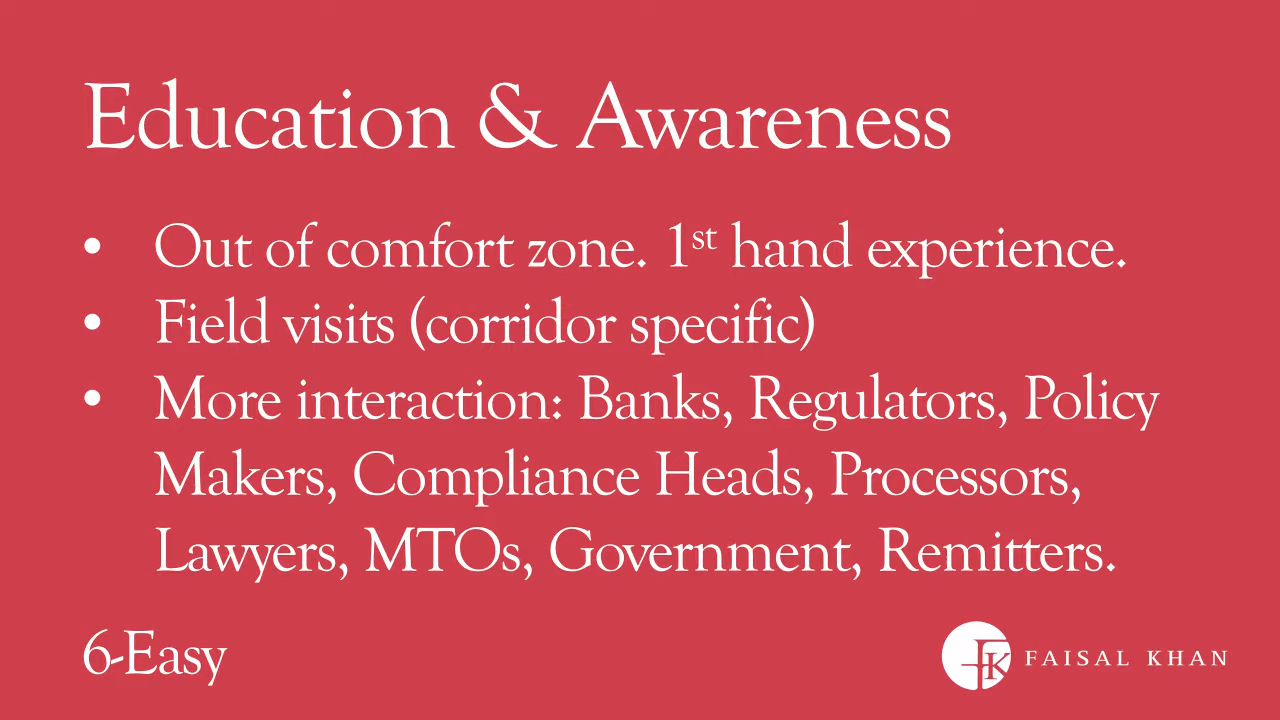 Education & Awareness
• Out of comfort zone. 1st hand experience.
• Field visits (corridor specific)
• More interaction: Banks, Regulators, Policy
Makers, Compliance Heads, Processors,
Lawyers, MTOs, Government, Remitters.
6-Easy
FK FAISAL KHAN